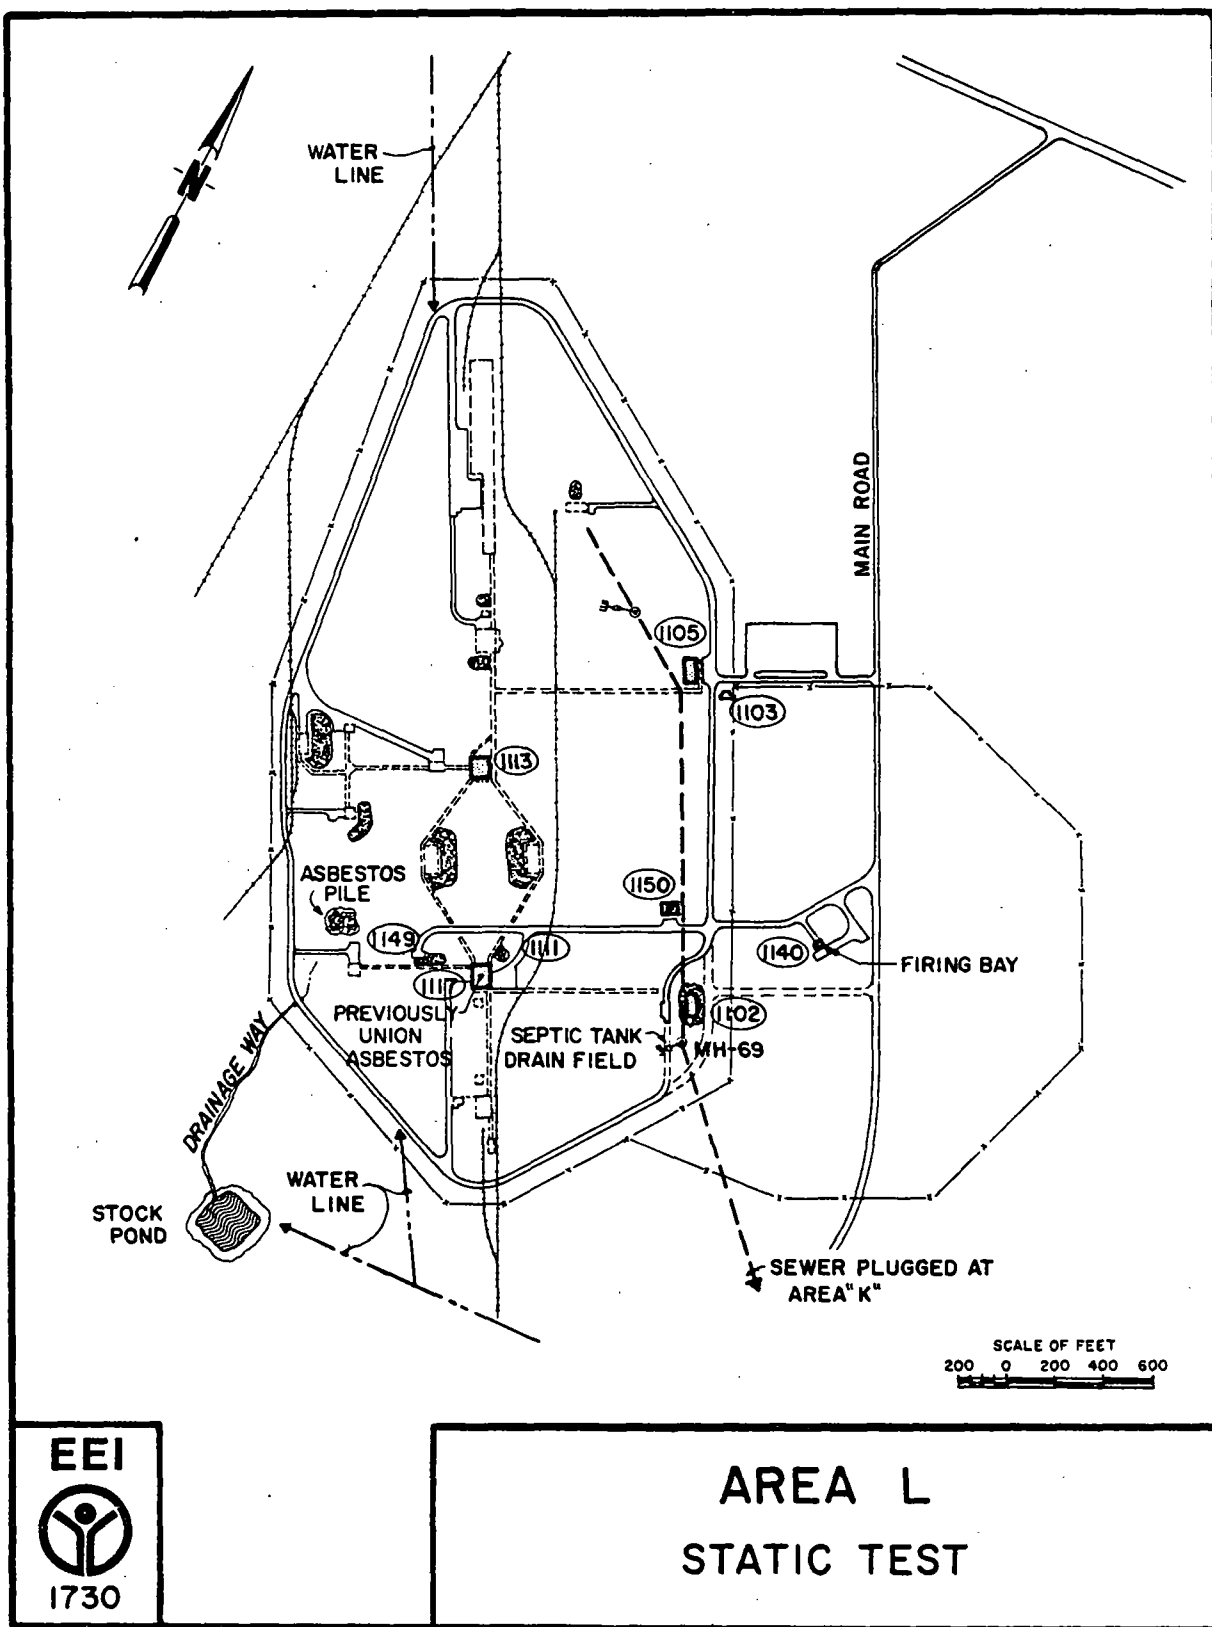 WATER
LINE
N
MAIN ROAD
1105
1103
1113
ASBESTOS
PILE
1150
1149
1111
1140
FIRING BAY
1117
PREVIOUSLY
UNION
ASBESTOS
SEPTIC TANK
DRAIN FIELD
1102
MH-69
DRAINAGE WAY
WATER
LINE
STOCK
POND
SEWER PLUGGED AT
AREA "K"
SCALE OF FEET
200 0 200 400 600
EEI
1730
AREA L
STATIC TEST